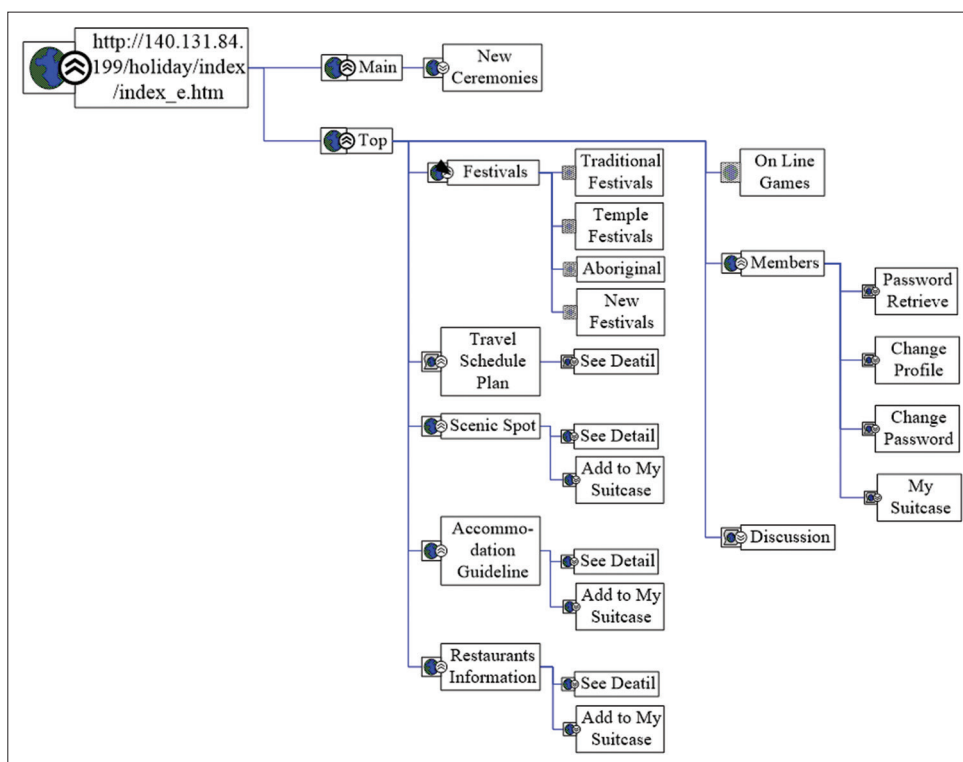 http://140.131.84.
199/holiday/index
/index_e.htm
Main
New
Ceremonies
Top
Festivals
Traditional
Festivals
Temple
Festivals
Aboriginal
New
Festivals
Travel
Schedule
Plan
See Deatil
Scenic Spot
See Detail
Add to My
Suitcase
Accommo-
dation
Guideline
See Detail
Add to My
Suitcase
Restaurants
Information
See Deatil
Add to My
Suitcase
On Line
Games
Members
Password
Retrieve
Change
Profile
Change
Password
My
Suitcase
Discussion